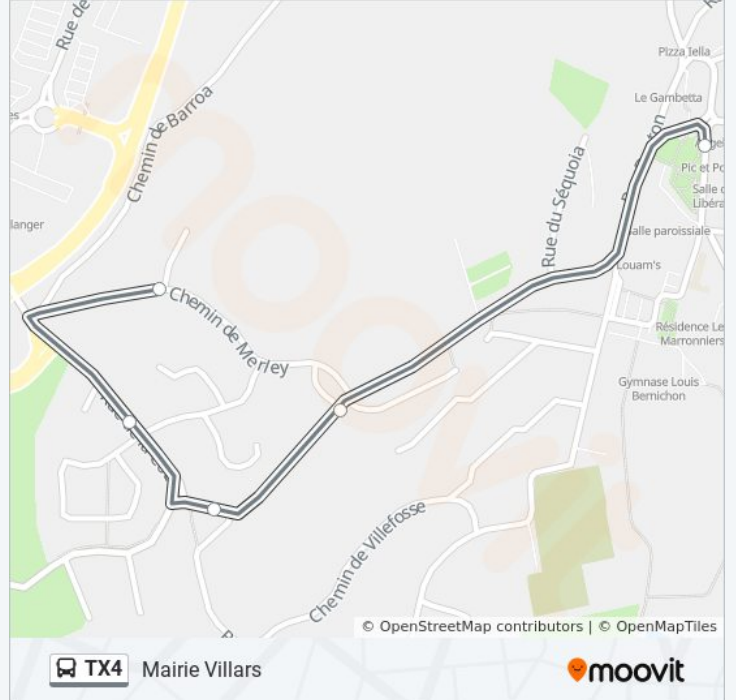 Rue de
Pizza Iella
Le Gambetta
Chemin de Barroa
Pic et Po
Salle d
Libéra
Rue du Séquoia
alle paroissiale
langer
Louam's
Chemin de Merley
Résidence Le
Marronniers
Gymnase Louis
Bernichon
Chemin de Villefosse
© OpenStreetMap contributors | © OpenMapTiles
TX4 Mairie Villars
moovit